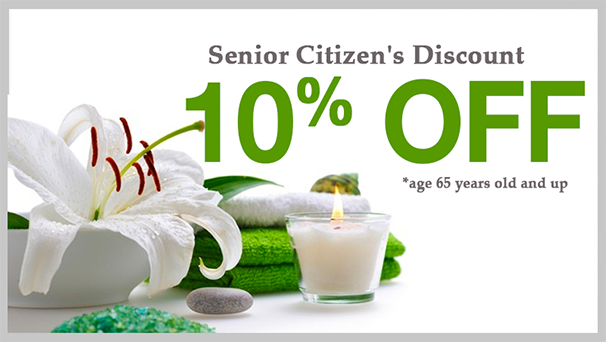 Senior Citizen's Discount
10% OFF
*age 65 years old and up